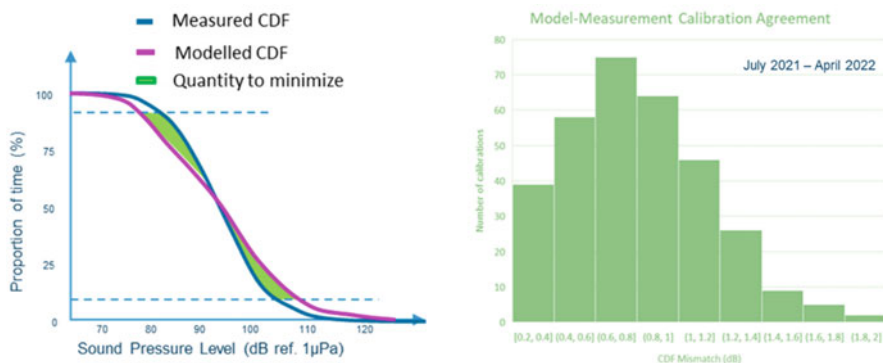 Measured CDF
Modelled CDF
Quantity to minimize
Proportion of time (%)
100
75
50
25
0
70 80 90 100 110 120
Sound Pressure Level (dB ref. 1µPa)
Model-Measurement Calibration Agreement
July 2021 – April 2022
Number of calibrations
80
70
60
50
40
30
20
10
0
[0.2, 0.4] (0.4, 0.6] (0.6, 0.8] (0.8, 1] (1, 1.2] (1.2, 1.4] (1.4, 1.6] (1.6, 1.8] (1.8, 2]
CDF Mismatch (dB)